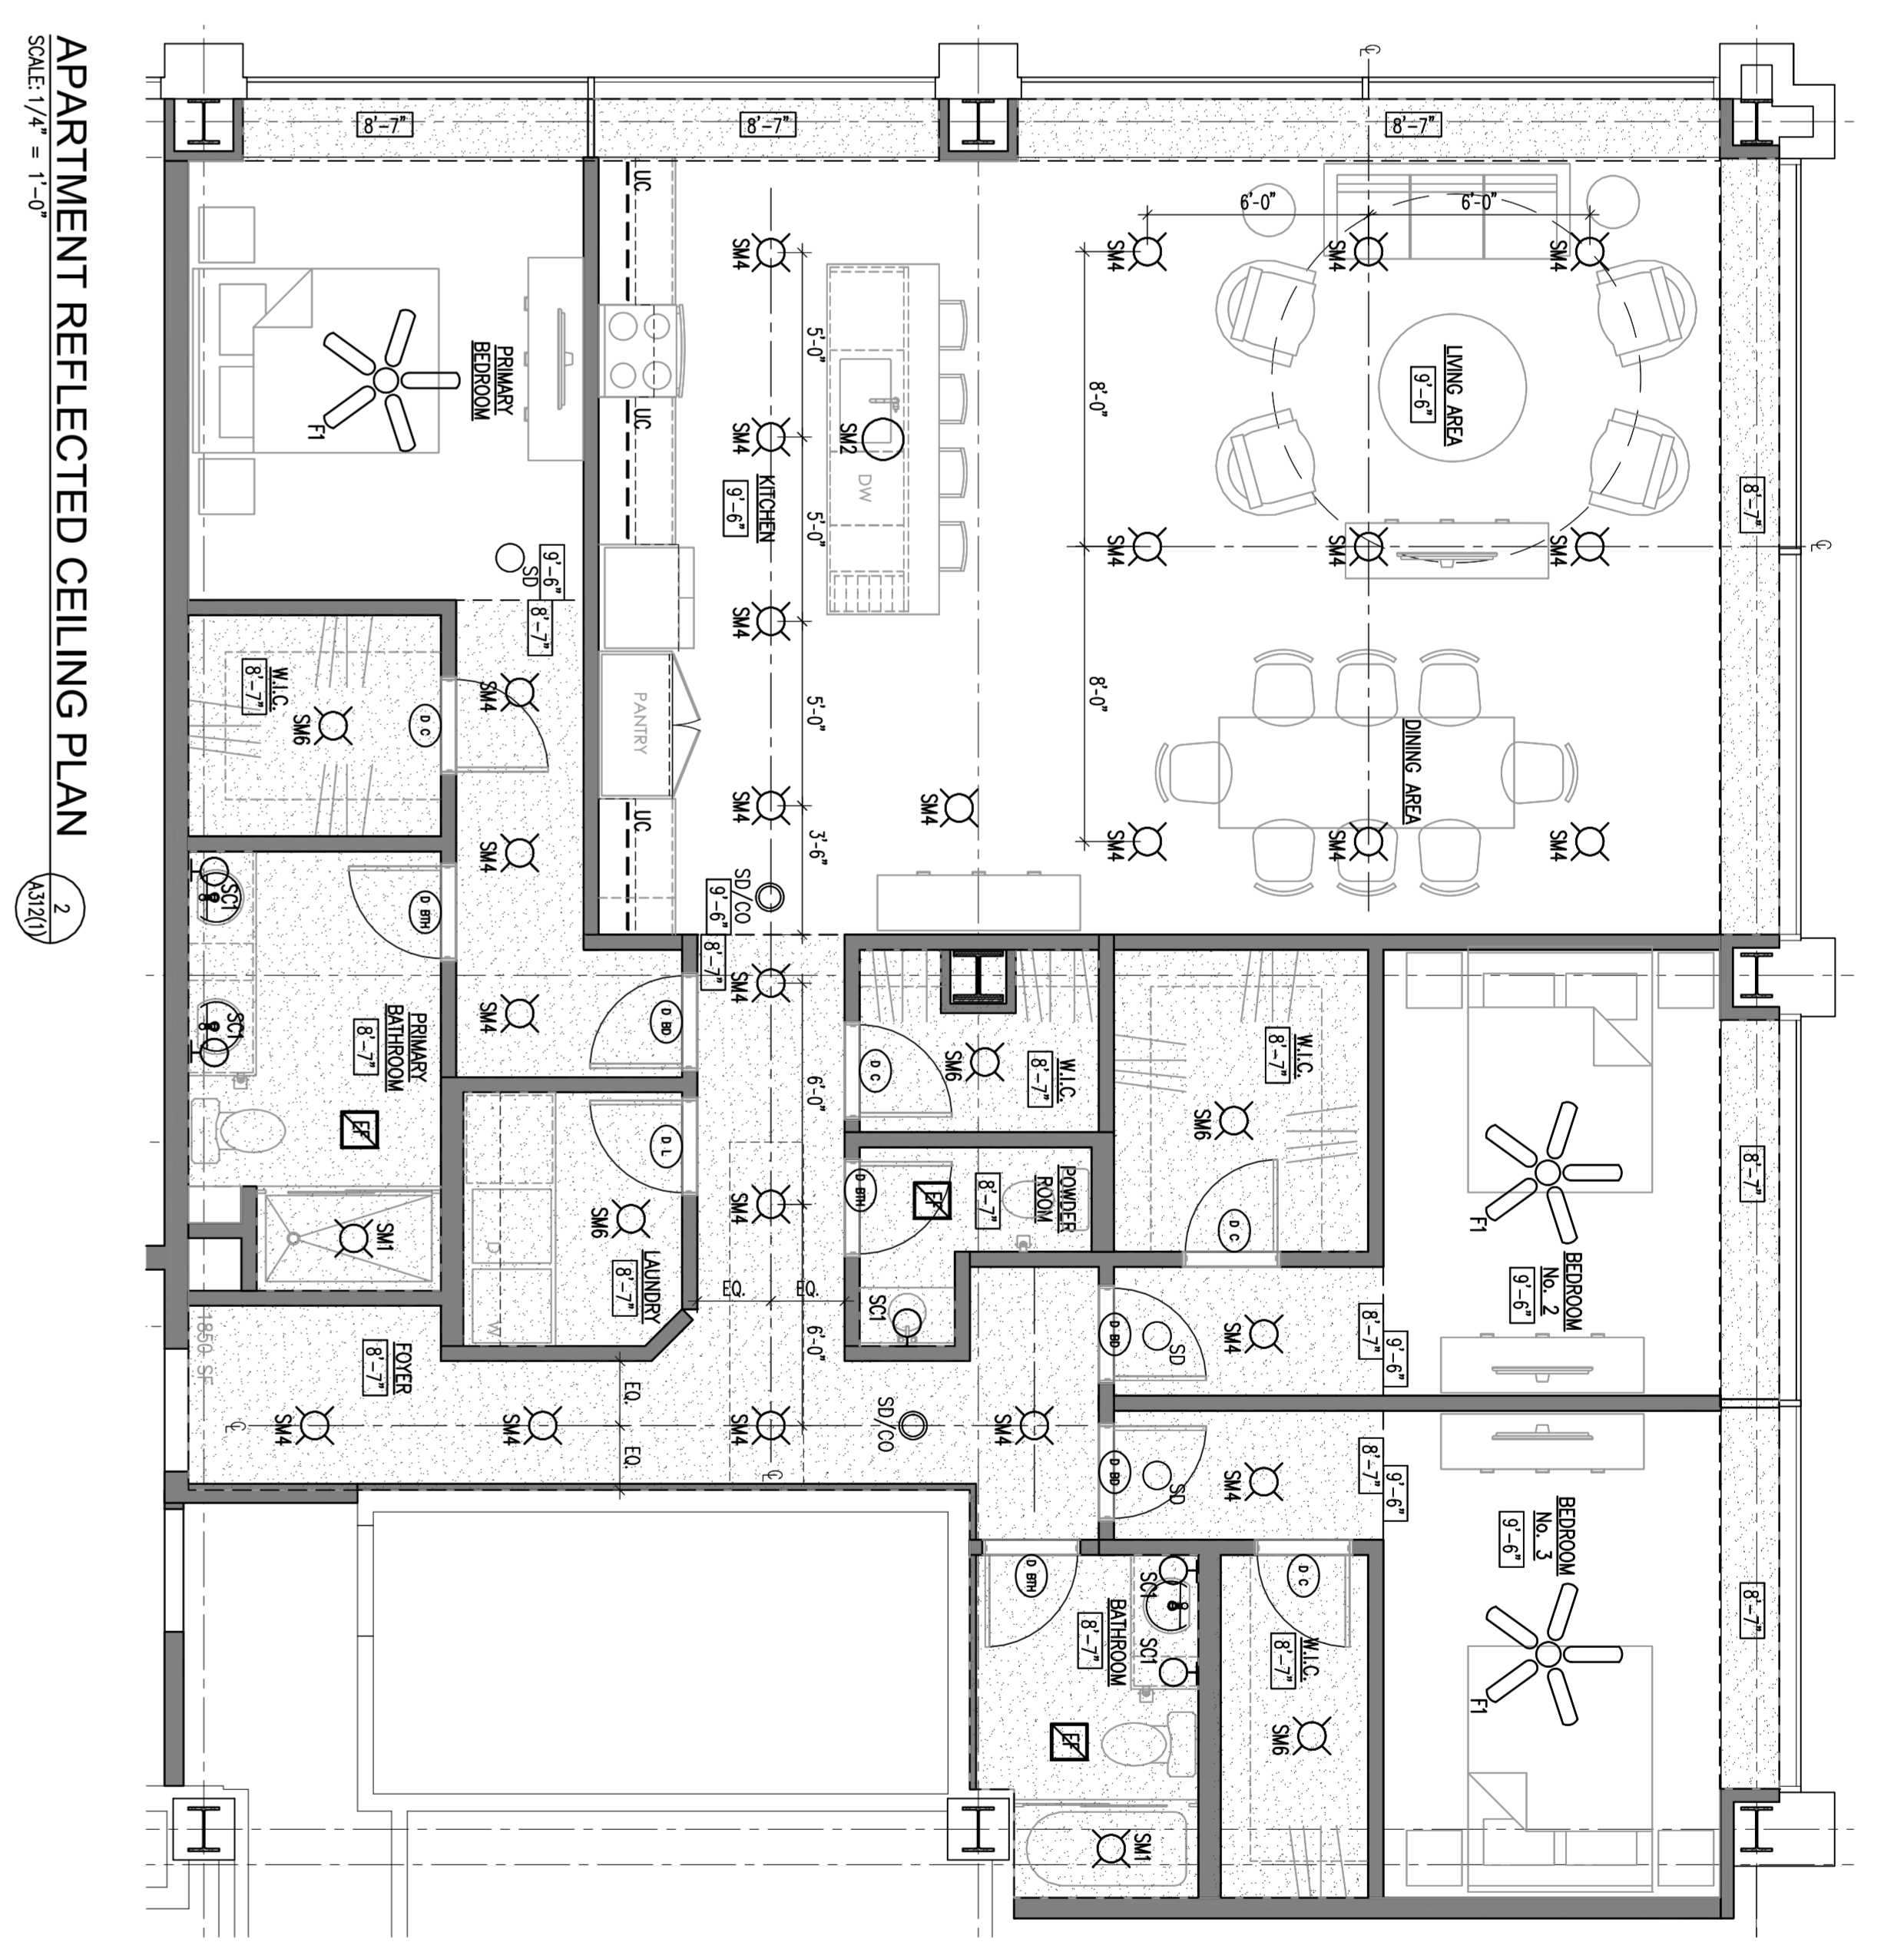 APARTMENT REFLECTED CEILING PLAN
SCALE: 1/4" = 1'-0"
2
A312(1)
8'-7"
8'-7"
8'-7"
8'-7"
8'-7"
8'-7"
℄
℄
6'-0"
6'-0"
SM4
SM4
SM4
LIVING AREA
9'-6"
8'-0"
8'-0"
SM4
SM4
SM4
DINING AREA
SM4
SM4
SM4
SM4
UC
UC
UC
SM4
5'-0"
SM4
SM2
DW
KITCHEN
9'-6"
5'-0"
SM4
5'-0"
PANTRY
SM4
3'-6"
SD/CO
9'-6"
8'-7"
SM4
6'-0"
SM4
EQ.
EQ.
6'-0"
PRIMARY
BEDROOM
F1
SD
9'-6"
8'-7"
SM4
SM4
SM4
W.I.C.
8'-7"
SM6
D C
D BTH
D BD
SC1
SC1
PRIMARY
BATHROOM
8'-7"
EF
SM1
D L
SM6
LAUNDRY
8'-7"
D
W
1850 SF
FOYER
8'-7"
℄
SM4
SM4
EQ.
EQ.
SM4
℄
SD/CO
SM4
D C
SM6
W.I.C
8'-7"
D BTH
EF
POWDER
ROOM
8'-7"
SC1
W.I.C.
8'-7"
SM6
D C
D BD
SD
SM4
8'-7"
9'-6"
F1
BEDROOM
No. 2
9'-6"
D BD
SD
SM4
8'-7"
9'-6"
BEDROOM
No. 3
9'-6"
F1
D BTH
SC1
SC1
BATHROOM
8'-7"
EF
SM1
D C
W.I.C.
8'-7"
SM6